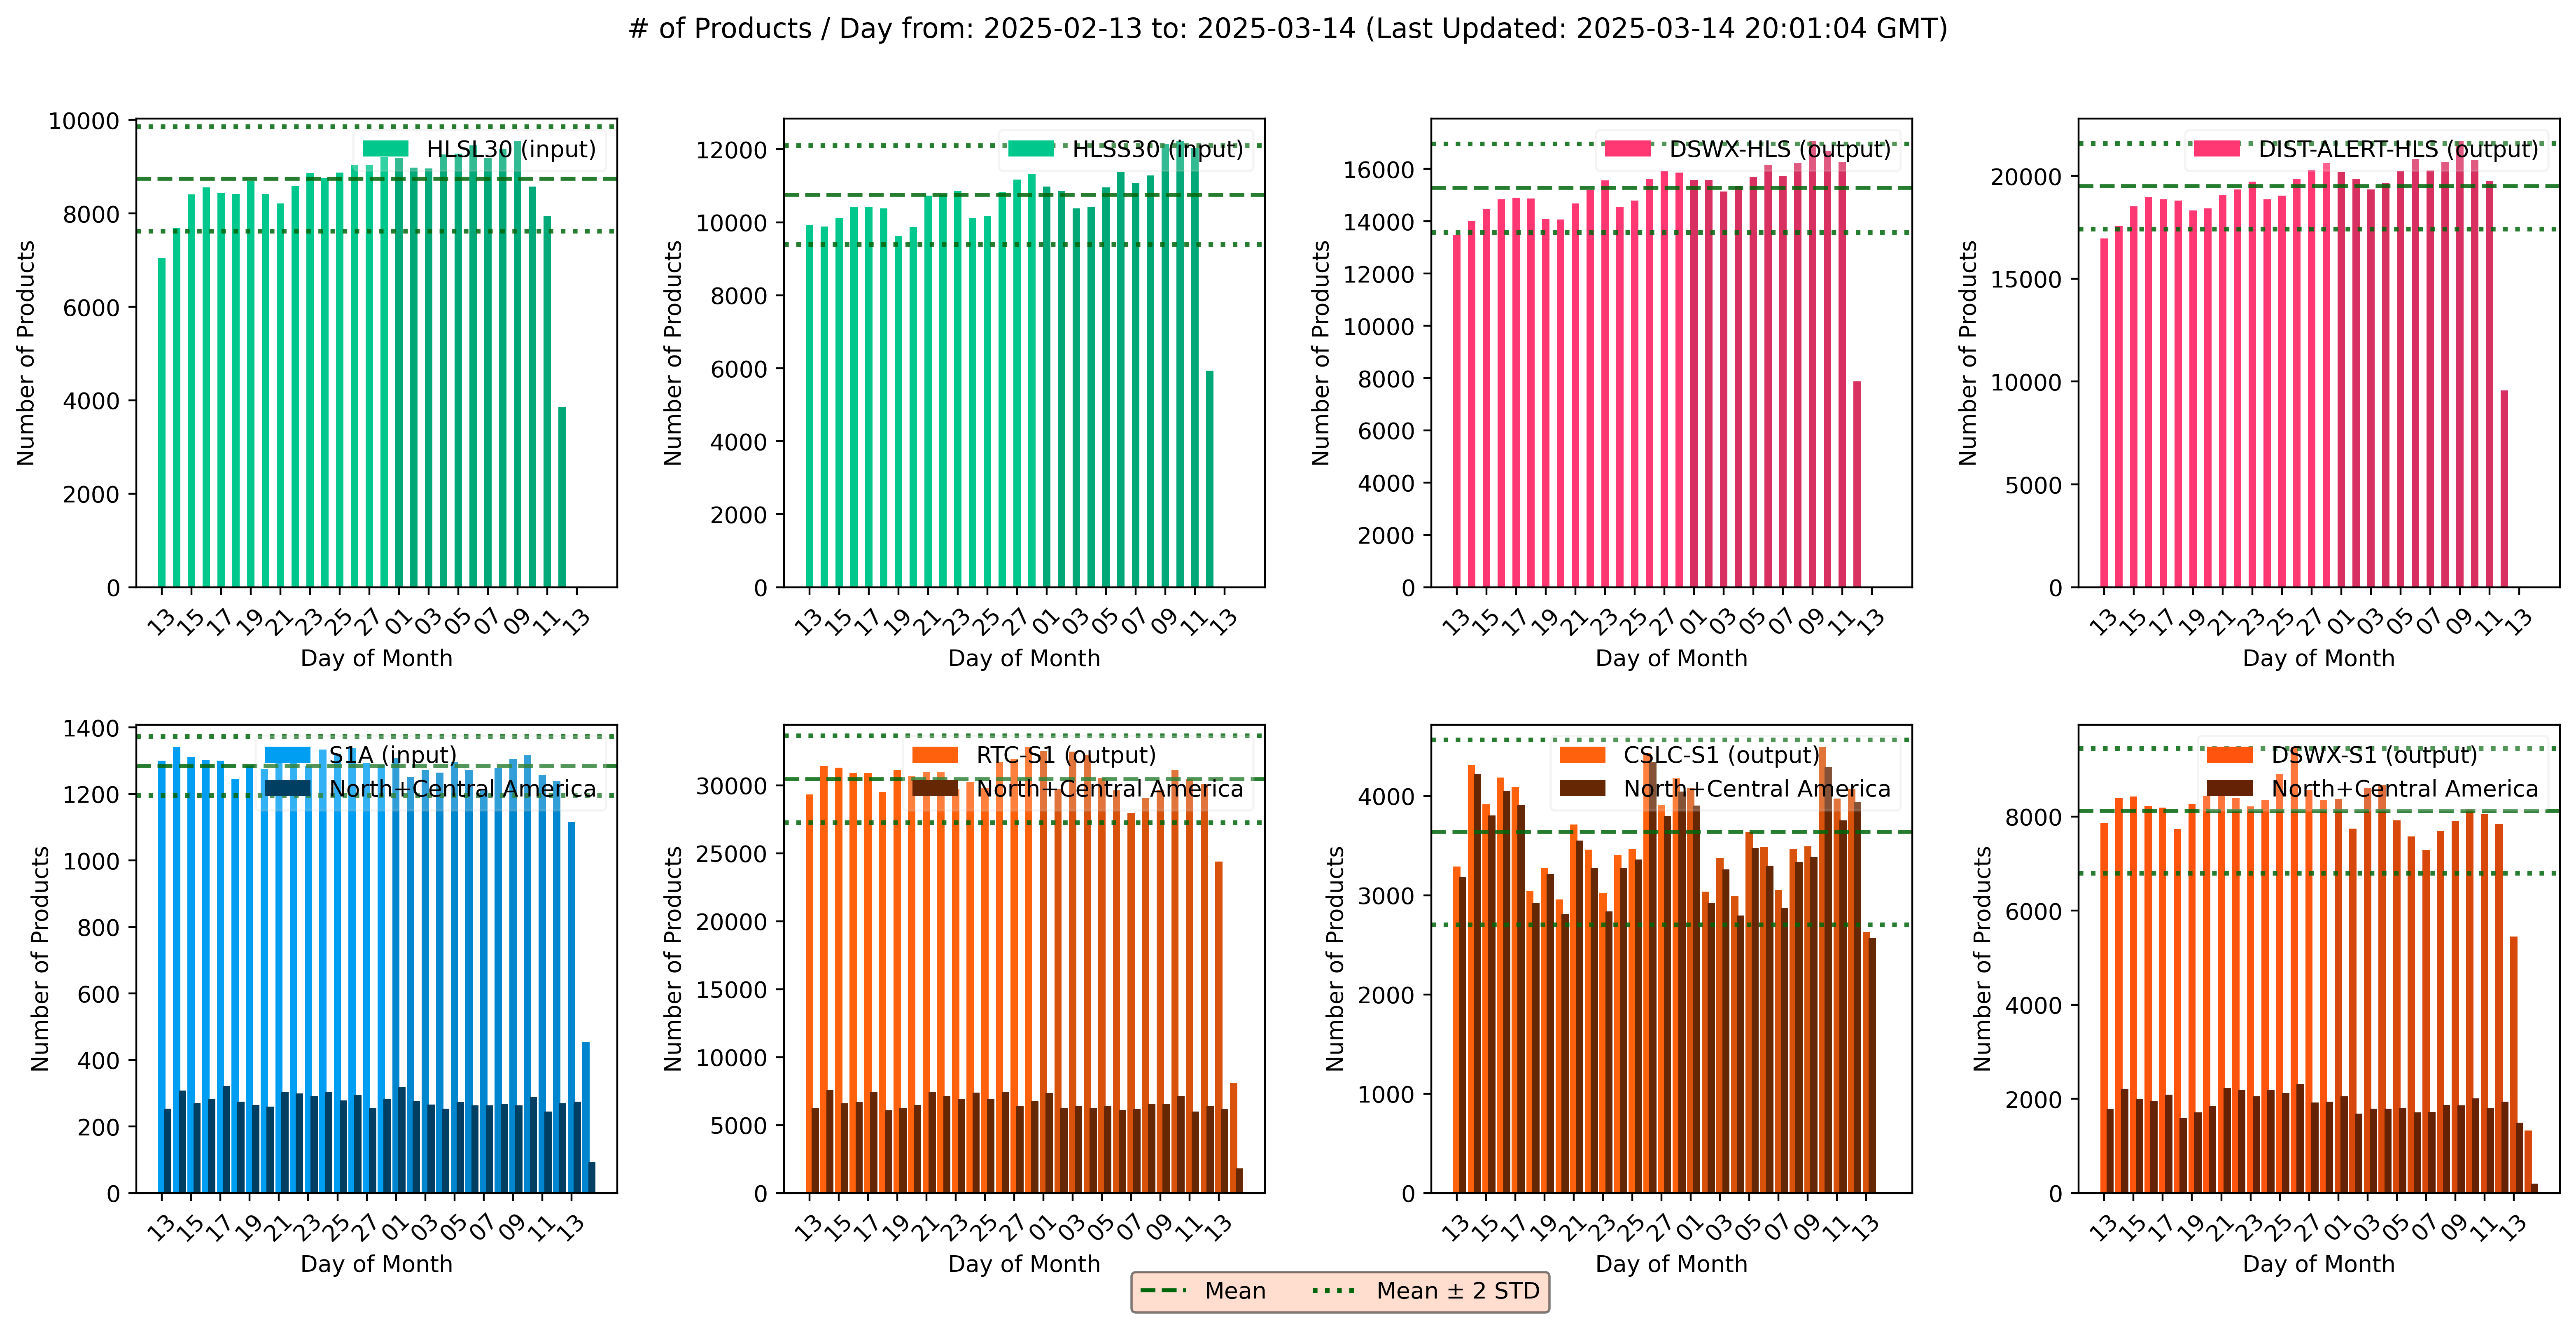 # of Products / Day from: 2025-02-13 to: 2025-03-14 (Last Updated: 2025-03-14 20:01:04 GMT)
Number of Products
10000
8000
6000
4000
2000
0
HLSL30 (input)
13 15 17 19 21 23 25 27 01 03 05 07 09 11 13
Day of Month
Number of Products
12000
10000
8000
6000
4000
2000
0
HLSS30 (input)
13 15 17 19 21 23 25 27 01 03 05 07 09 11 13
Day of Month
Number of Products
16000
14000
12000
10000
8000
6000
4000
2000
0
DSWX-HLS (output)
13 15 17 19 21 23 25 27 01 03 05 07 09 11 13
Day of Month
Number of Products
20000
15000
10000
5000
0
DIST-ALERT-HLS (output)
13 15 17 19 21 23 25 27 01 03 05 07 09 11 13
Day of Month
Number of Products
1400
1200
1000
800
600
400
200
0
S1A (input)
North+Central America
13 15 17 19 21 23 25 27 01 03 05 07 09 11 13
Day of Month
Number of Products
30000
25000
20000
15000
10000
5000
0
RTC-S1 (output)
North+Central America
13 15 17 19 21 23 25 27 01 03 05 07 09 11 13
Day of Month
Number of Products
4000
3000
2000
1000
0
CSLC-S1 (output)
North+Central America
13 15 17 19 21 23 25 27 01 03 05 07 09 11 13
Day of Month
Number of Products
8000
6000
4000
2000
0
DSWX-S1 (output)
North+Central America
13 15 17 19 21 23 25 27 01 03 05 07 09 11 13
Day of Month
Mean
Mean ± 2 STD